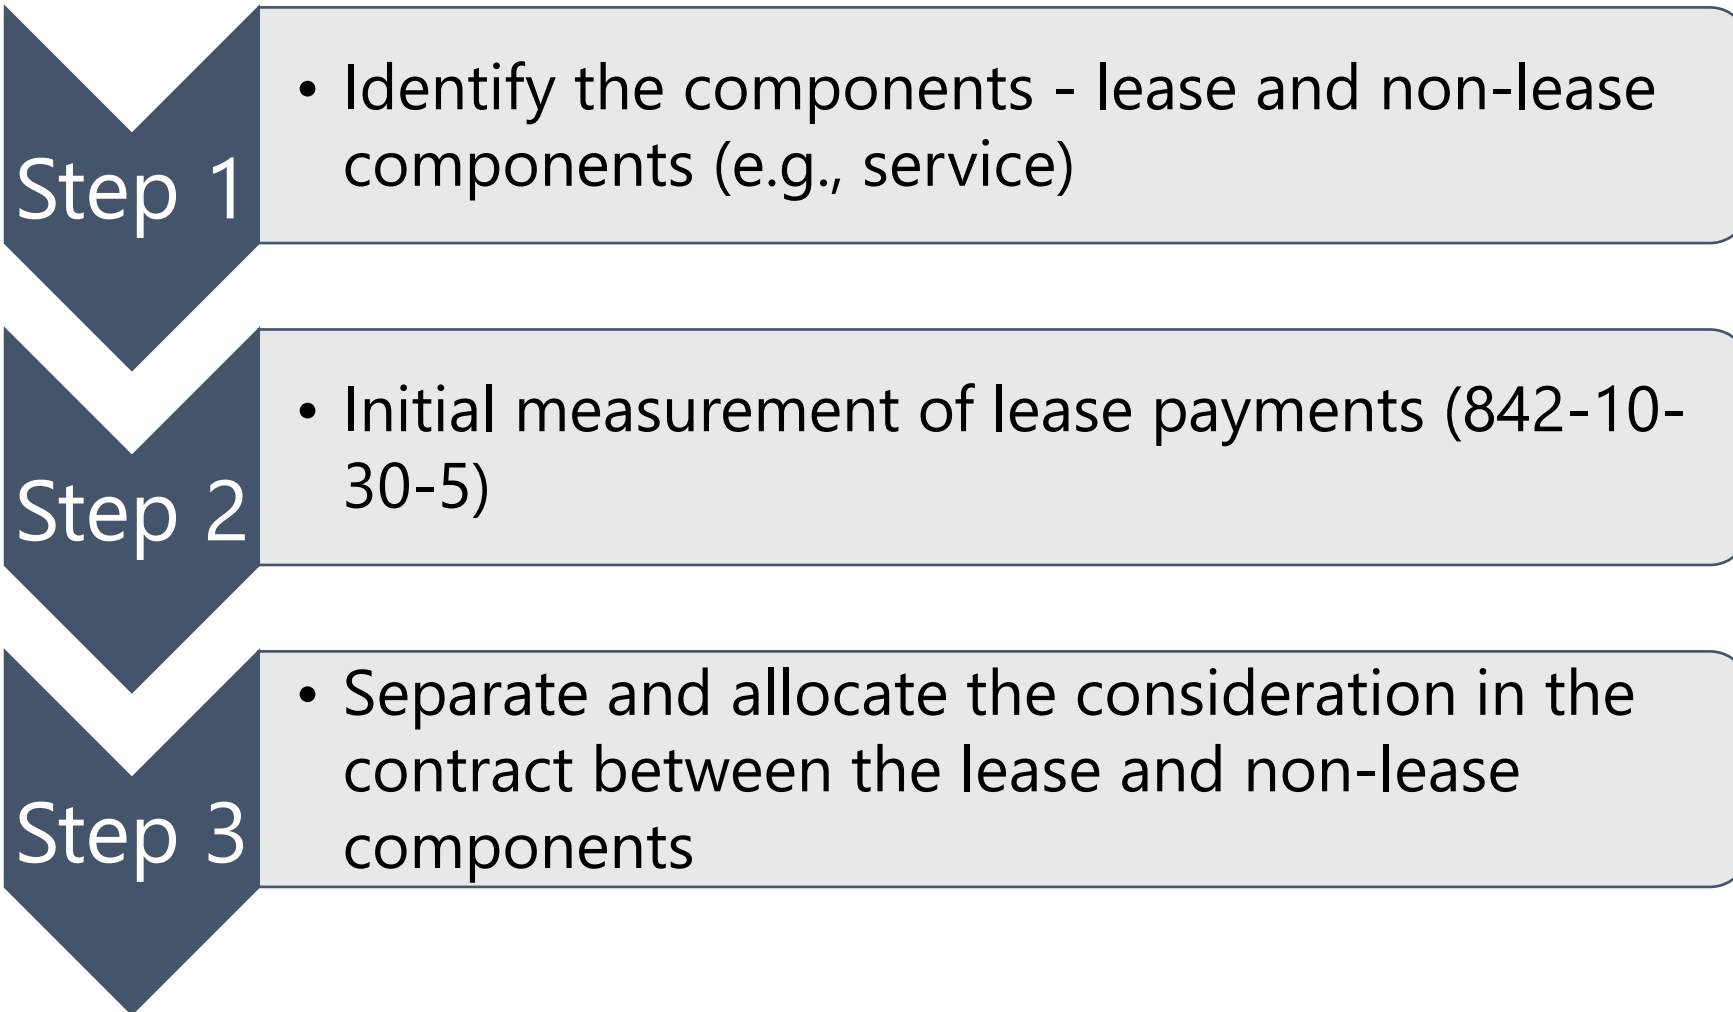 Step 1
• Identify the components - lease and non-lease
components (e.g., service)
Step 2
• Initial measurement of lease payments (842-10-
30-5)
Step 3
• Separate and allocate the consideration in the
contract between the lease and non-lease
components